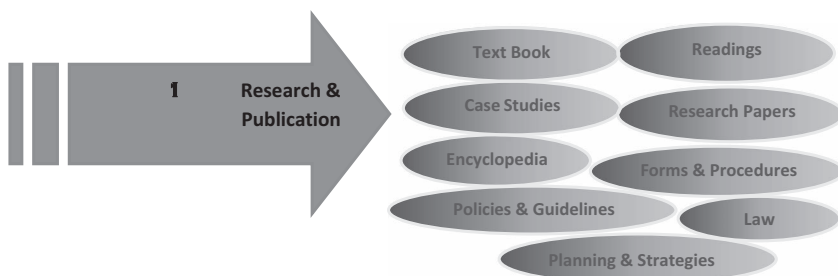 1 Research &
Publication
Text Book
Readings
Case Studies
Research Papers
Encyclopedia
Forms & Procedures
Policies & Guidelines
Law
Planning & Strategies